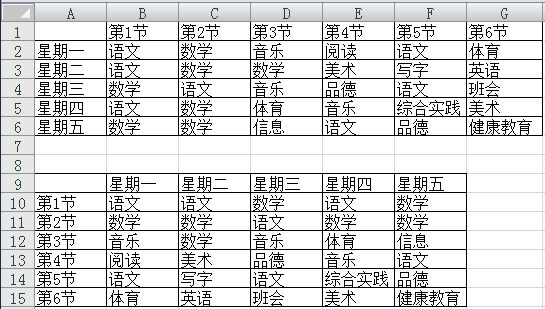 A B C D E F G
1 第1节 第2节 第3节 第4节 第5节 第6节
2 星期一 语文 数学 音乐 阅读 语文 体育
3 星期二 语文 数学 数学 美术 写字 英语
4 星期三 数学 语文 音乐 品德 语文 班会
5 星期四 语文 数学 体育 音乐 综合实践 美术
6 星期五 数学 数学 信息 语文 品德 健康教育
7
8
9 星期一 星期二 星期三 星期四 星期五
10 第1节 语文 语文 数学 语文 数学
11 第2节 数学 数学 语文 数学 数学
12 第3节 音乐 数学 音乐 体育 信息
13 第4节 阅读 美术 品德 音乐 语文
14 第5节 语文 写字 语文 综合实践 品德
15 第6节 体育 英语 班会 美术 健康教育